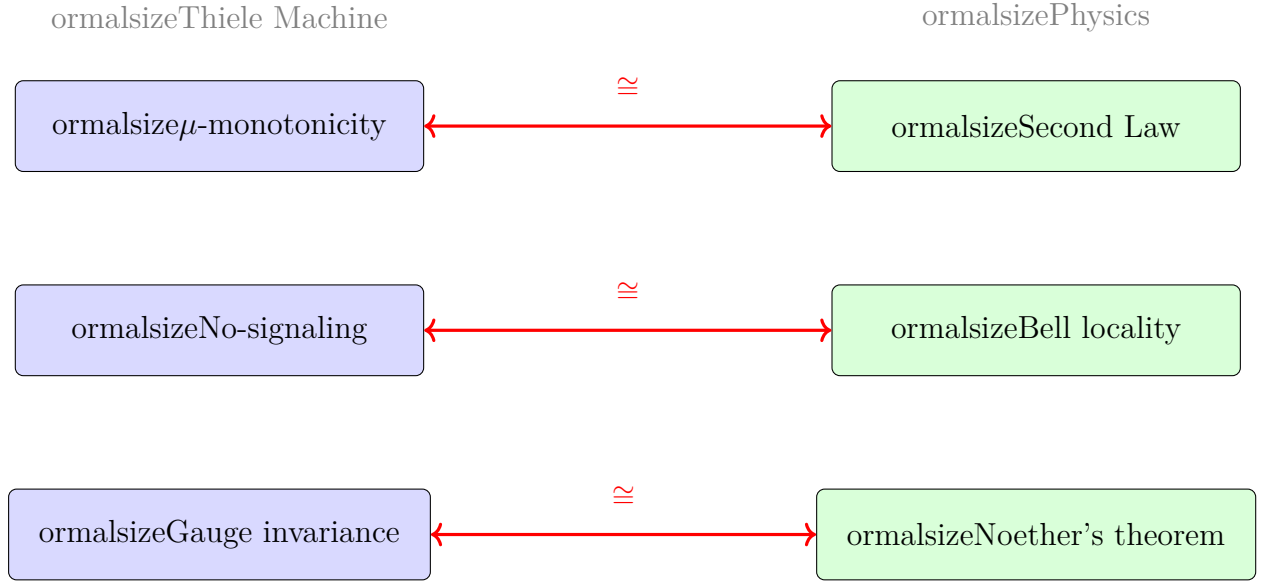 ormalsizeThiele Machine
ormalsizePhysics
≅
ormalsizeμ-monotonicity
ormalsizeSecond Law
≅
ormalsizeNo-signaling
ormalsizeBell locality
≅
ormalsizeGauge invariance
ormalsizeNoether's theorem